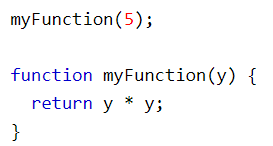 myFunction(5);
function myFunction(y) {
  return y * y;
}